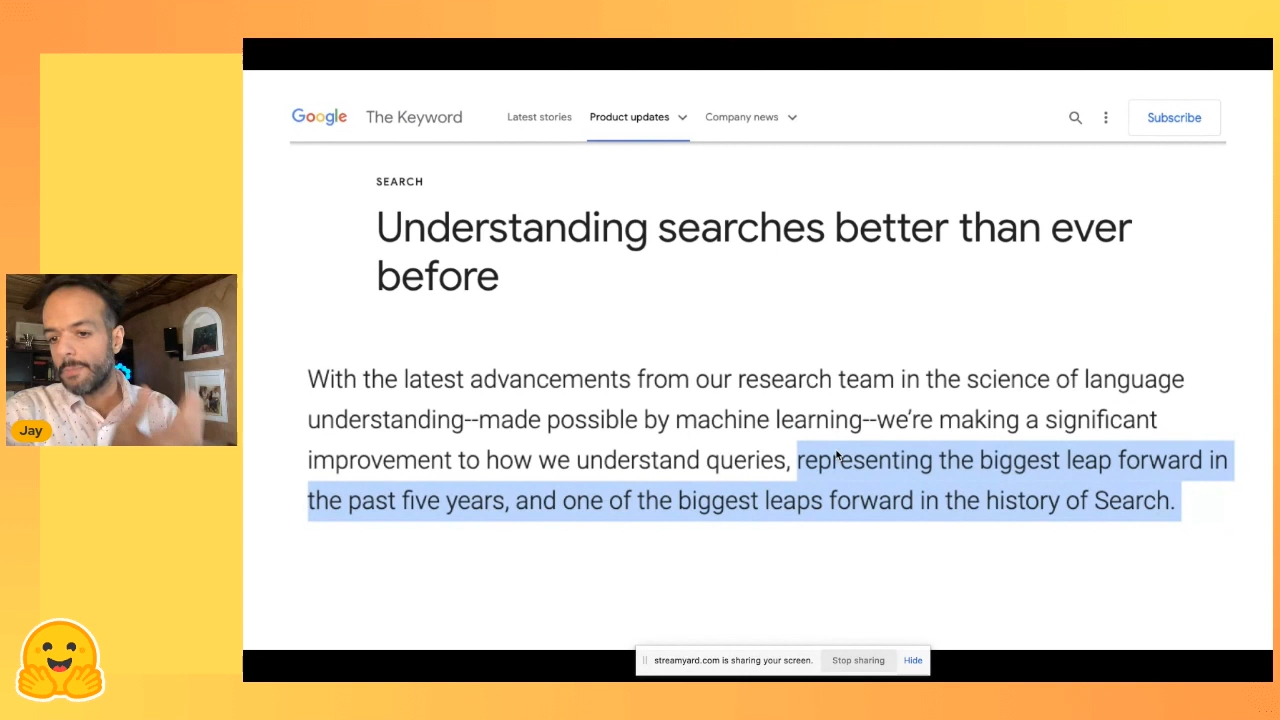 Google The Keyword Latest stories Product updates Company news Subscribe
SEARCH
Understanding searches better than ever
before
With the latest advancements from our research team in the science of language
understanding--made possible by machine learning--we’re making a significant
improvement to how we understand queries, representing the biggest leap forward in
the past five years, and one of the biggest leaps forward in the history of Search.
Jay
streamyard.com is sharing your screen. Stop sharing Hide